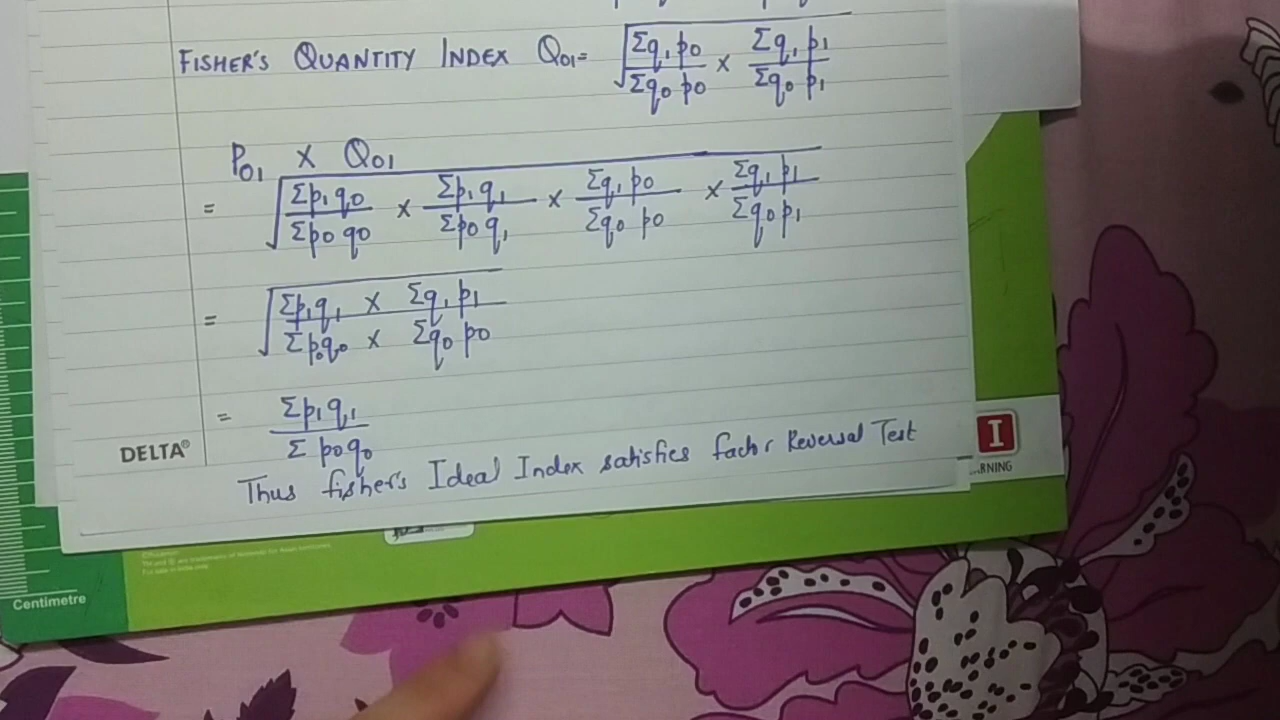 FISHER'S QUANTITY INDEX Q01= √(Σq1p0/Σq0p0 × Σq1p1/Σq0p1)
P01 × Q01
= √(Σp1q0/Σp0q0 × Σp1q1/Σp0q1 × Σq1p0/Σq0p0 × Σq1p1/Σq0p1)
= √(Σp1q1 × Σq1p1/Σp0q0 × Σq0p0)
= Σp1q1/Σp0q0
DELTA®
Thus fisher's Ideal Index satisfies factor Reversal Test
I
Centimetre